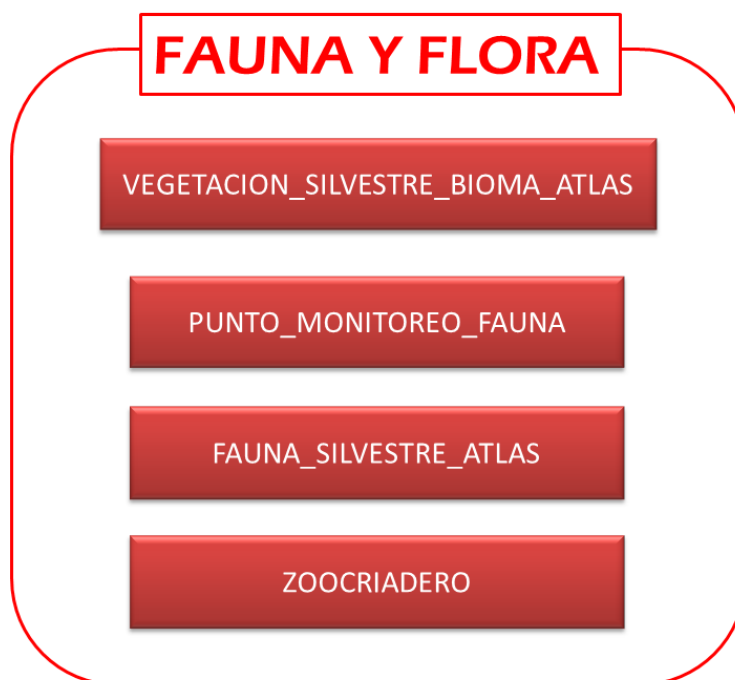 FAUNA Y FLORA
VEGETACION_SILVESTRE_BIOMA_ATLAS
PUNTO_MONITOREO_FAUNA
FAUNA_SILVESTRE_ATLAS
ZOOCRIADERO